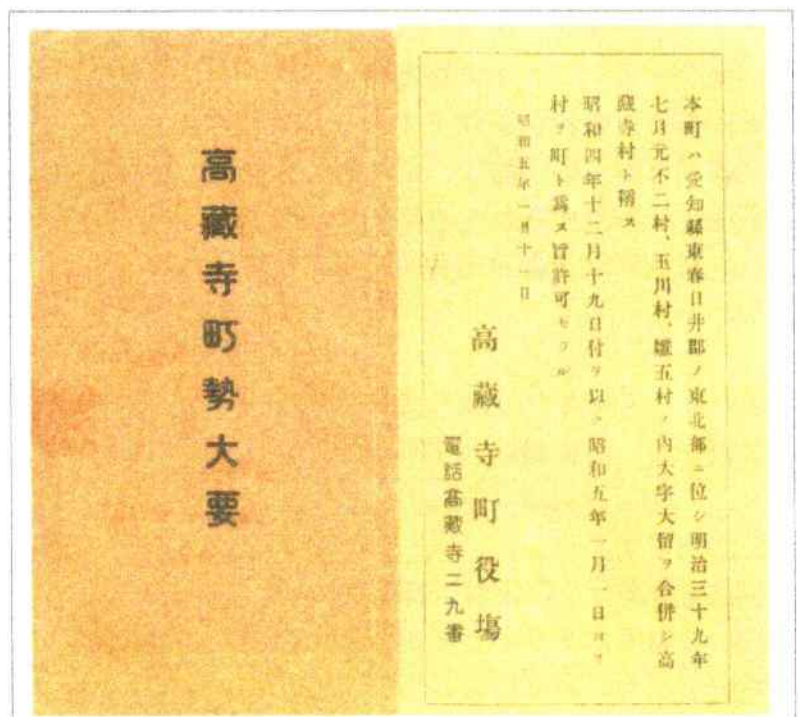 高藏寺町勢大要
本町ハ愛知縣東春日井郡ノ東北部ニ位シ明治三十九年
七月元不二村、玉川村、雛五村ノ内大字大留ヲ合併シ高
藏寺村ト稱ス
昭和四年十二月十九日付ヲ以テ昭和五年一月一日ヨリ
村ヲ町ト爲ス旨許可セラル
昭和五年一月十一日
高藏寺町役場
電話高藏寺二九番